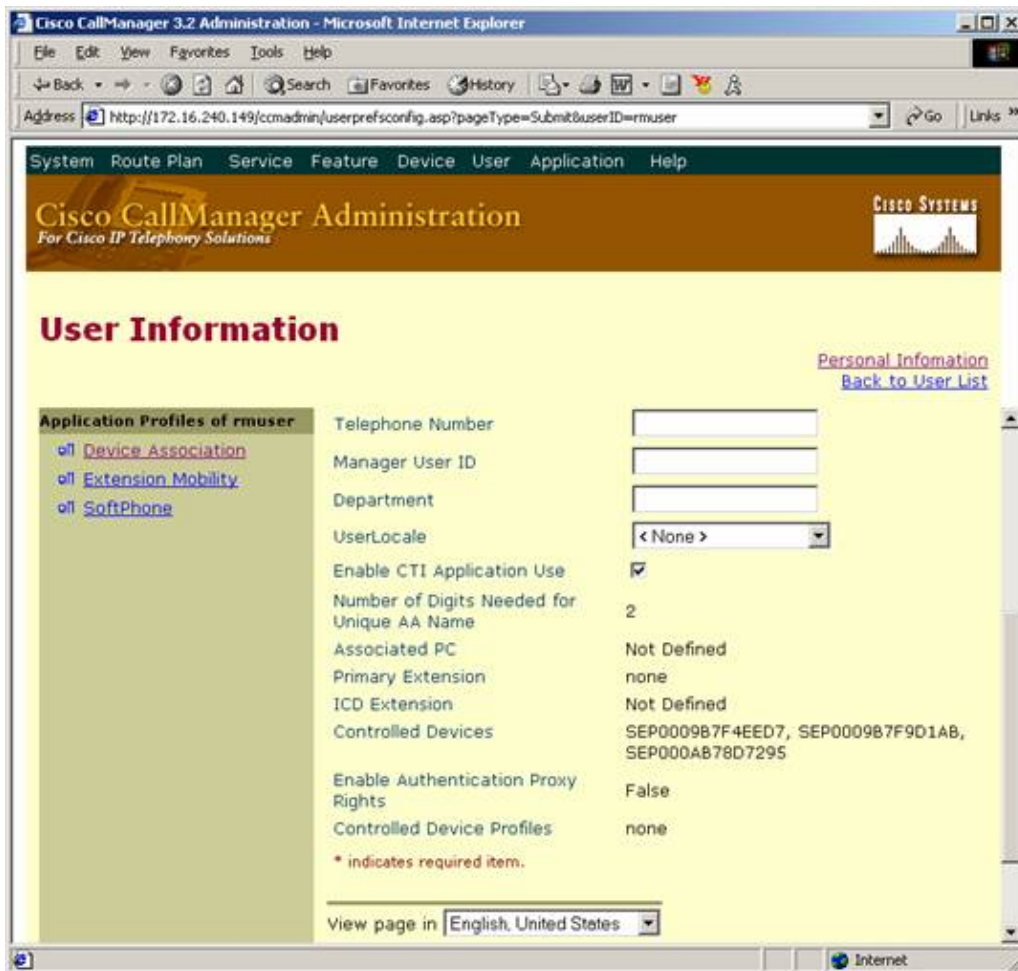 Cisco CallManager 3.2 Administration - Microsoft Internet Explorer
File Edit View Favorites Tools Help
Back Search Favorites History
Address http://172.16.240.149/ccmadmin/userprefsconfig.asp?pageType=Submit&userID=rmuser Go Links »
System Route Plan Service Feature Device User Application Help
Cisco CallManager Administration
For Cisco IP Telephony Solutions
CISCO SYSTEMS
User Information
Personal Infomation
Back to User List
Application Profiles of rmuser
Device Association
Extension Mobility
SoftPhone
Telephone Number
Manager User ID
Department
UserLocale < None >
Enable CTI Application Use
Number of Digits Needed for
Unique AA Name 2
Associated PC Not Defined
Primary Extension none
ICD Extension Not Defined
Controlled Devices SEP0009B7F4EED7, SEP0009B7F9D1AB,
SEP000AB78D7295
Enable Authentication Proxy
Rights False
Controlled Device Profiles none
* indicates required item.
View page in English, United States
Internet